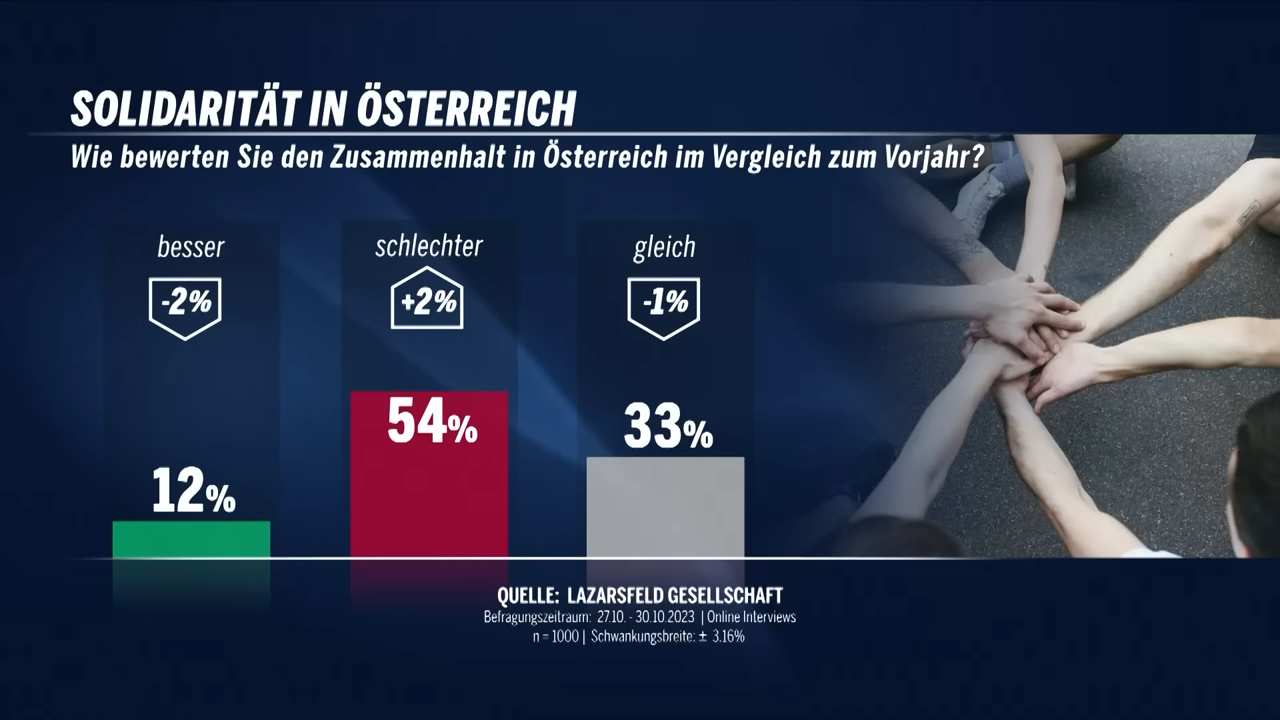 SOLIDARITÄT IN ÖSTERREICH
Wie bewerten Sie den Zusammenhalt in Österreich im Vergleich zum Vorjahr?
besser
-2%
12%
schlechter
+2%
54%
gleich
-1%
33%
QUELLE: LAZARSFELD GESELLSCHAFT
Befragungszeitraum: 27.10. - 30.10.2023 | Online Interviews
n = 1000 | Schwankungsbreite: ± 3.16%